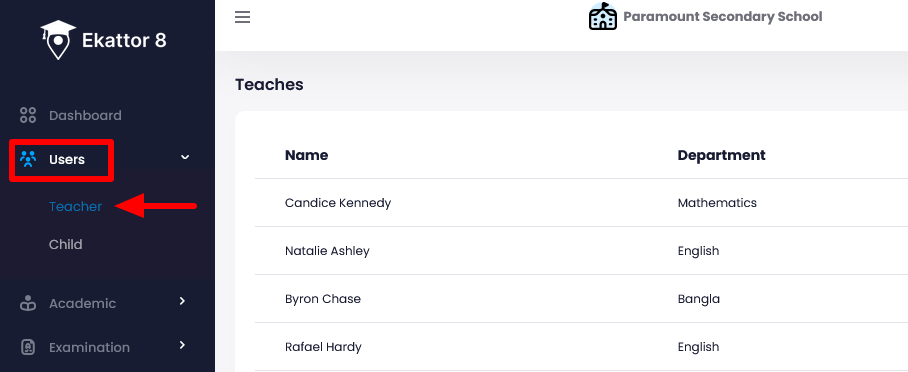 Ekattor 8
Paramount Secondary School
Dashboard
Users
Teacher
Child
Academic
Examination
Teaches
Name Department
Candice Kennedy Mathematics
Natalie Ashley English
Byron Chase Bangla
Rafael Hardy English